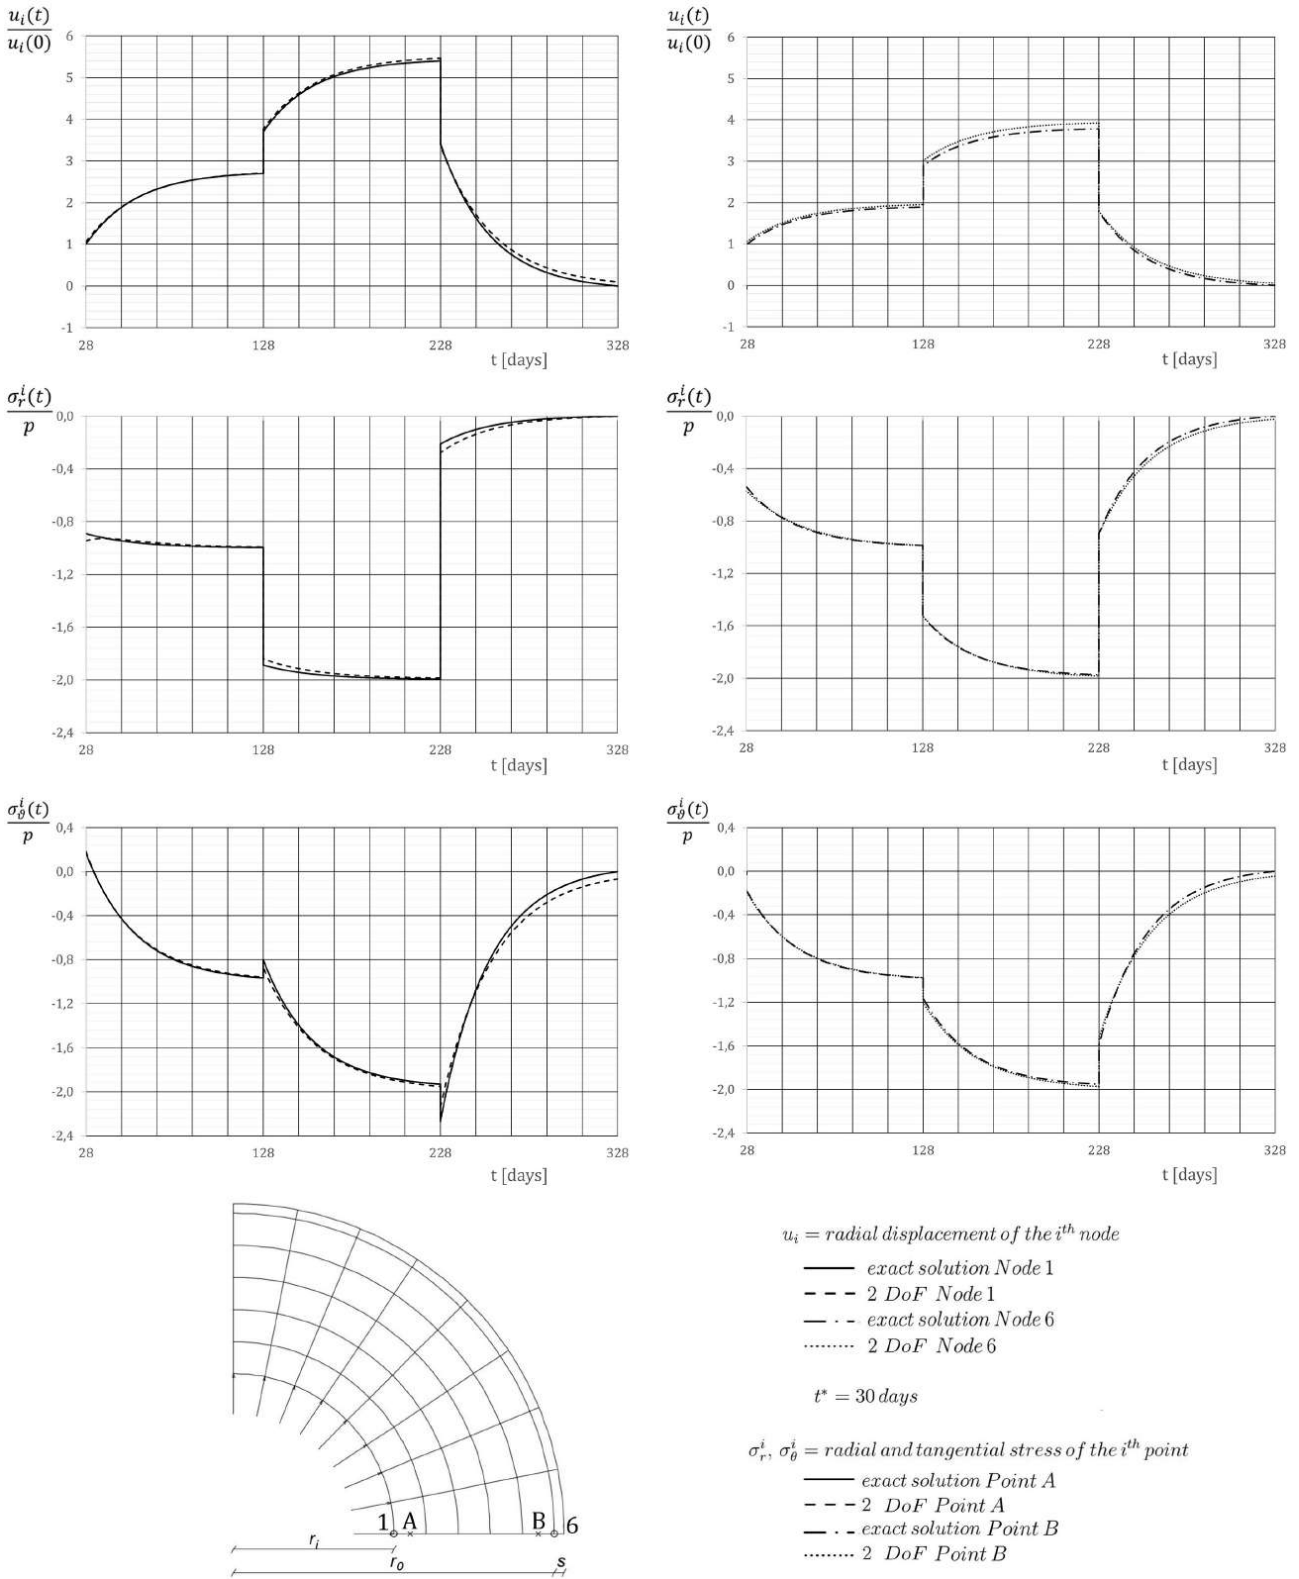 u_i(t)/u_i(0)
6
5
4
3
2
1
0
-1
28 128 228 328
t [days]
u_i(t)/u_i(0)
6
5
4
3
2
1
0
-1
28 128 228 328
t [days]
σ_r^i(t)/p
0,0
-0,4
-0,8
-1,2
-1,6
-2,0
-2,4
28 128 228 328
t [days]
σ_r^i(t)/p
0,0
-0,4
-0,8
-1,2
-1,6
-2,0
-2,4
28 128 228 328
t [days]
σ_ϑ^i(t)/p
0,4
0,0
-0,4
-0,8
-1,2
-1,6
-2,0
-2,4
28 128 228 328
t [days]
σ_ϑ^i(t)/p
0,4
0,0
-0,4
-0,8
-1,2
-1,6
-2,0
-2,4
28 128 228 328
t [days]
1 A B 6
r_i
r_o s
u_i = radial displacement of the i^th node
exact solution Node 1
2 DoF Node 1
exact solution Node 6
2 DoF Node 6
t* = 30 days
σ_r^i, σ_θ^i = radial and tangential stress of the i^th point
exact solution Point A
2 DoF Point A
exact solution Point B
2 DoF Point B